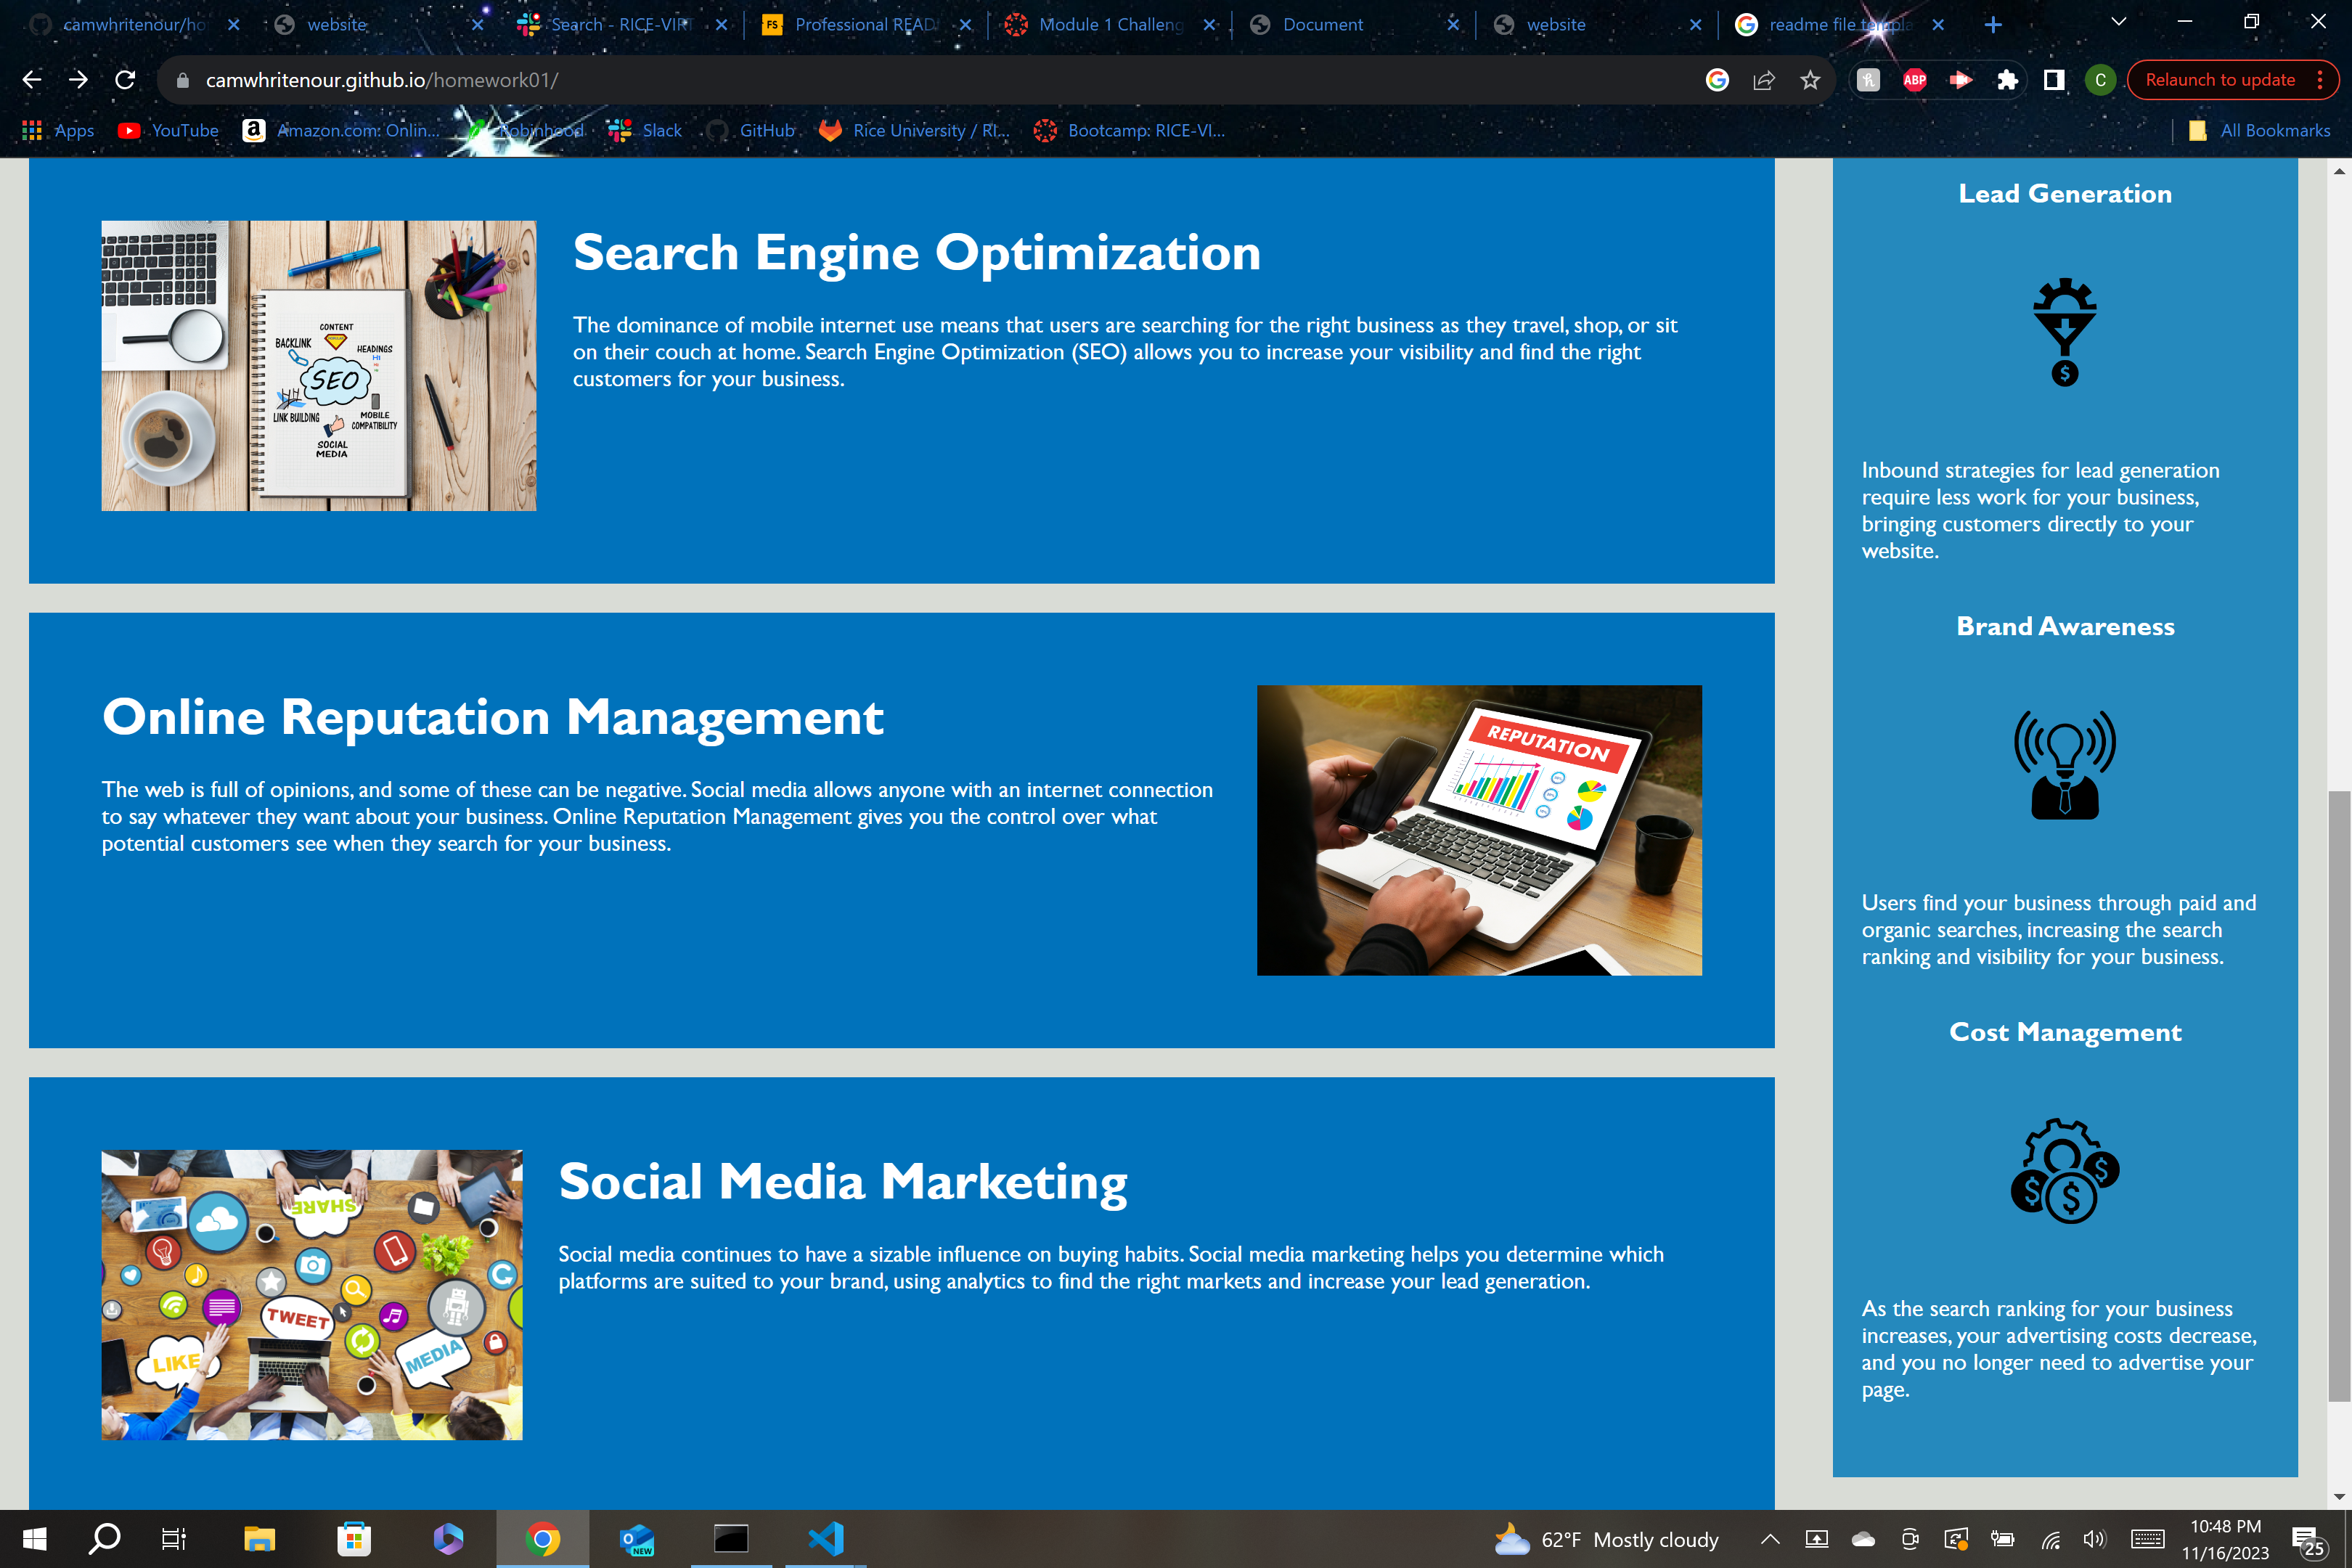 camwhritenour/ho
website
Search - RICE-VIRT
Professional READ
Module 1 Challeng
Document
website
readme file templa
camwhritenour.github.io/homework01/
ABP
C
Relaunch to update
Apps
YouTube
Amazon.com: Onlin...
Robinhood
Slack
GitHub
Rice University / RI...
Bootcamp: RICE-VI...
All Bookmarks
Search Engine Optimization
The dominance of mobile internet use means that users are searching for the right business as they travel, shop, or sit
on their couch at home. Search Engine Optimization (SEO) allows you to increase your visibility and find the right
customers for your business.
CONTENT
BACKLINK
HEADINGS
SEO
LINK BUILDING
MOBILE
COMPATIBILITY
SOCIAL
MEDIA
Online Reputation Management
The web is full of opinions, and some of these can be negative. Social media allows anyone with an internet connection
to say whatever they want about your business. Online Reputation Management gives you the control over what
potential customers see when they search for your business.
REPUTATION
Social Media Marketing
Social media continues to have a sizable influence on buying habits. Social media marketing helps you determine which
platforms are suited to your brand, using analytics to find the right markets and increase your lead generation.
SHARE
TWEET
LIKE
MEDIA
Lead Generation
Inbound strategies for lead generation
require less work for your business,
bringing customers directly to your
website.
Brand Awareness
Users find your business through paid and
organic searches, increasing the search
ranking and visibility for your business.
Cost Management
As the search ranking for your business
increases, your advertising costs decrease,
and you no longer need to advertise your
page.
62°F Mostly cloudy
10:48 PM
11/16/2023
25